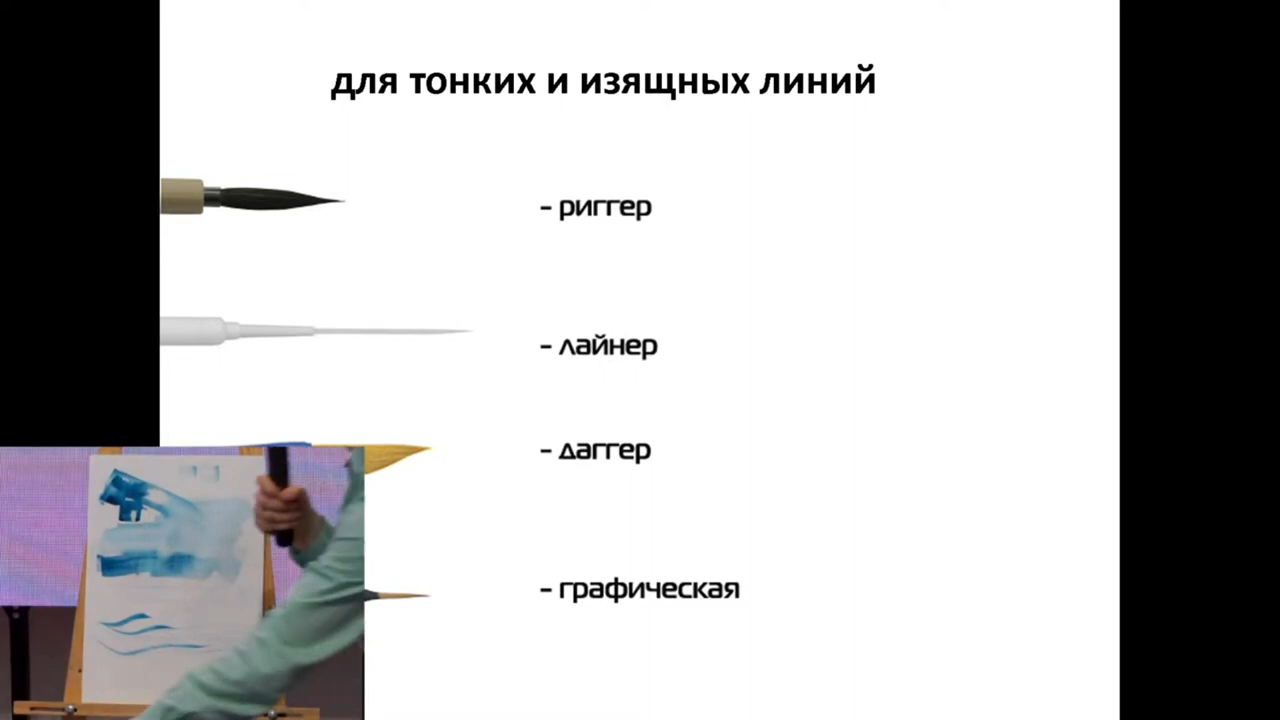 для тонких и изящных линий
- риггер
- лайнер
- даггер
- графическая